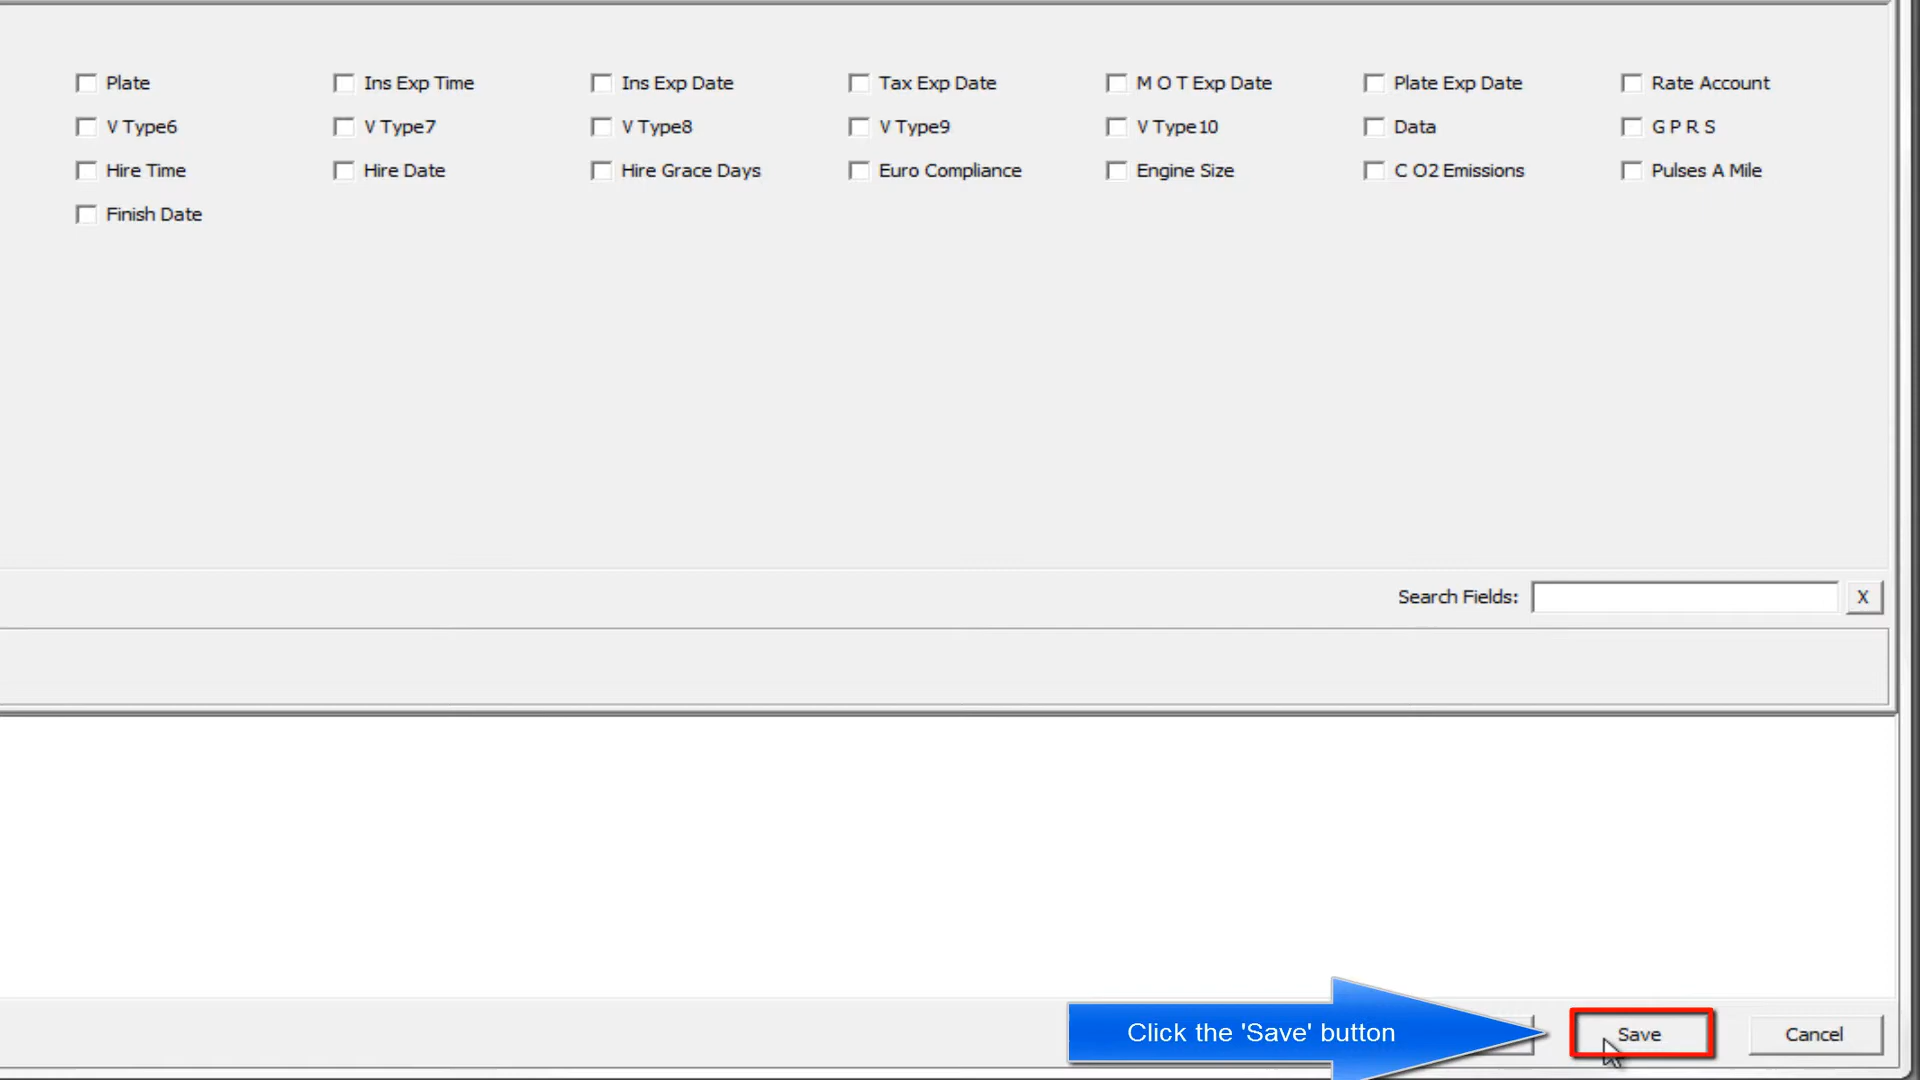 Plate Ins Exp Time Ins Exp Date Tax Exp Date M O T Exp Date Plate Exp Date Rate Account
V Type6 V Type7 V Type8 V Type9 V Type10 Data G P R S
Hire Time Hire Date Hire Grace Days Euro Compliance Engine Size C O2 Emissions Pulses A Mile
Finish Date
Search Fields: X
Click the 'Save' button Save Cancel